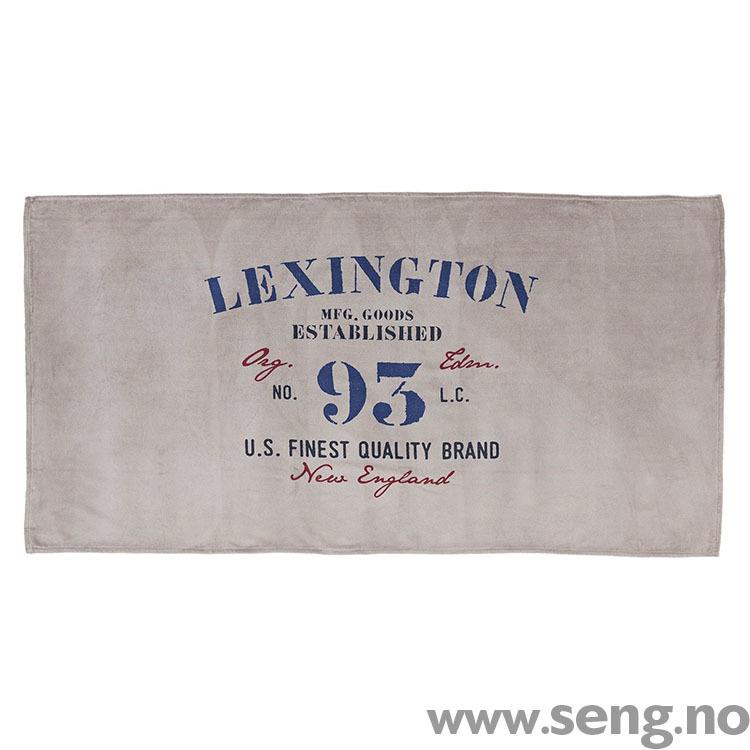 LEXINGTON
MFG. GOODS
ESTABLISHED
Org. Edm.
NO. 93 L.C.
U.S. FINEST QUALITY BRAND
New England
www.seng.no